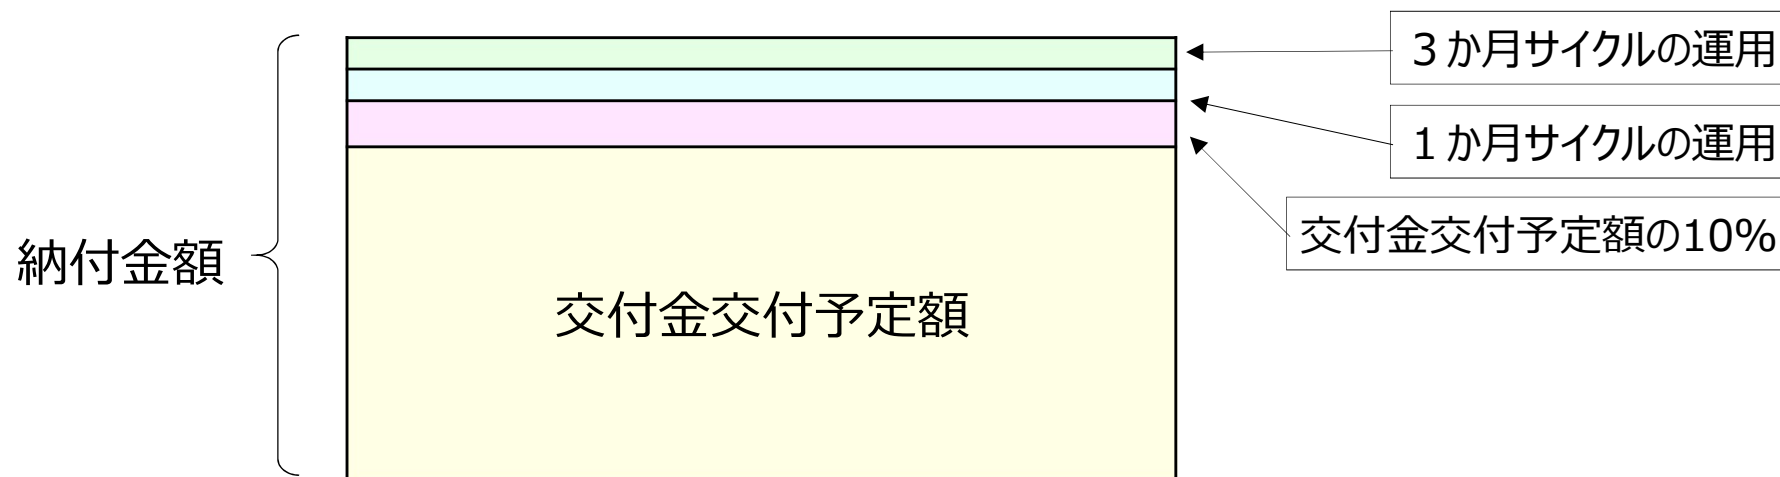 ３か月サイクルの運用
１か月サイクルの運用
交付金交付予定額の10%
納付金額
交付金交付予定額